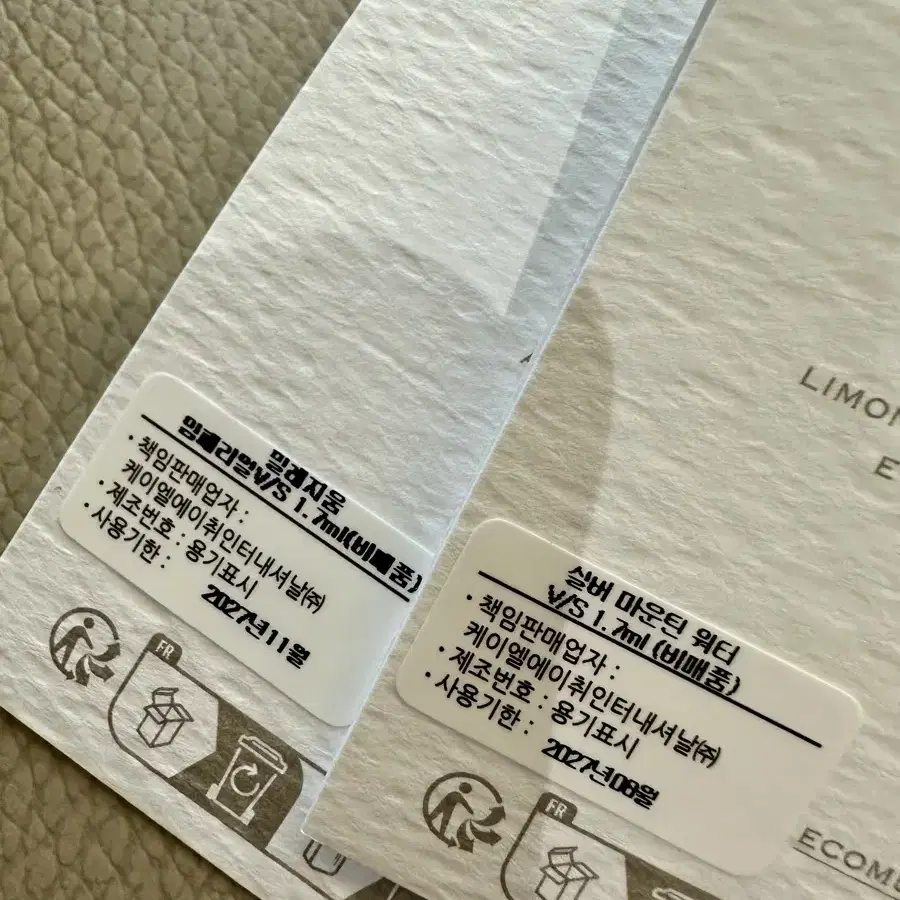 밀레지움
임페리얼V/S 1.7ml(비매품)
· 책임판매업자 :
케이엘에이취인터내셔날㈜
· 제조번호 : 용기표시
· 사용기한 :
2027년11월
FR
실버 마운틴 워터
V/S 1.7ml (비매품)
· 책임판매업자 :
케이엘에이취인터내셔날㈜
· 제조번호 : 용기표시
· 사용기한 :
2027년08월
FR